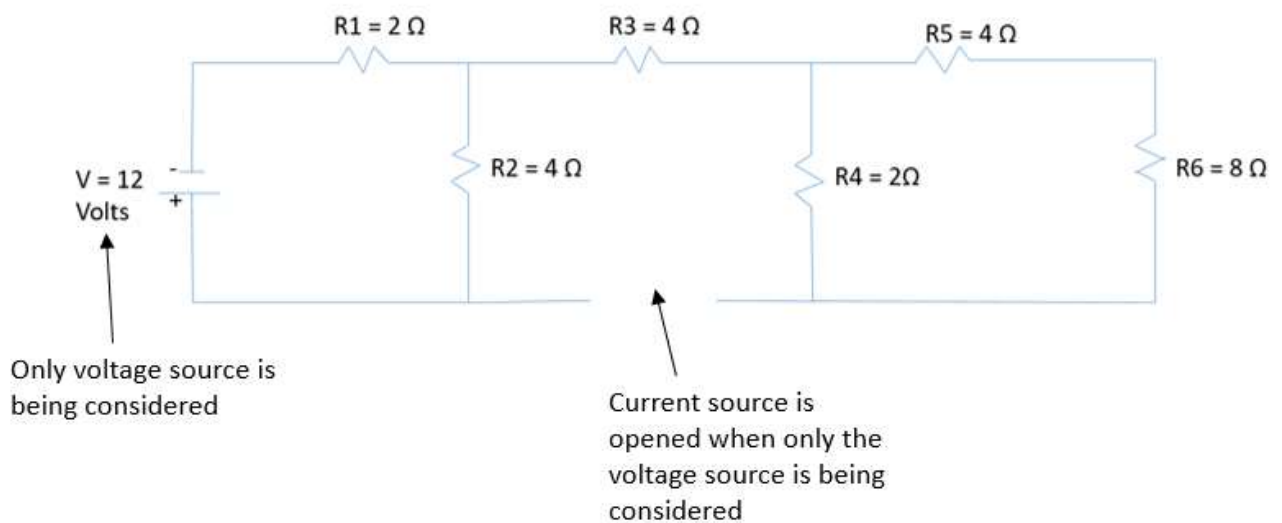 R1 = 2 Ω
R3 = 4 Ω
R5 = 4 Ω
R2 = 4 Ω
R4 = 2Ω
R6 = 8 Ω
-
V = 12
Volts
+
Only voltage source is
being considered
Current source is
opened when only the
voltage source is being
considered